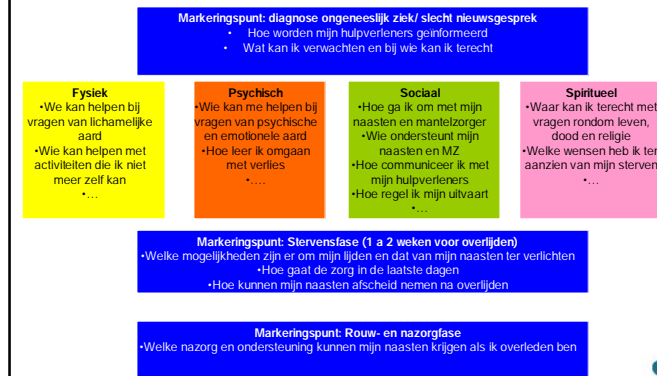 Markeringspunt: diagnose ongeneeslijk ziek/ slecht nieuwsgesprek
• Hoe worden mijn hulpverleners geïnformeerd
• Wat kan ik verwachten en bij wie kan ik terecht
Fysiek
•We kan helpen bij
vragen van lichamelijke
aard
•Wie kan helpen met
activiteiten die ik niet
meer zelf kan
•…
Psychisch
•Wie kan me helpen bij
vragen van psychische
en emotionele aard
•Hoe leer ik omgaan
met verlies
•….
Sociaal
•Hoe ga ik om met mijn
naasten en mantelzorger
•Wie ondersteunt mijn
naasten en MZ
•Hoe communiceer ik met
mijn hulpverleners
•Hoe regel ik mijn uitvaart
•…
Spiritueel
•Waar kan ik terecht met
vragen rondom leven,
dood en religie
•Welke wensen heb ik ten
aanzien van mijn sterven
•…
Markeringspunt: Stervensfase (1 a 2 weken voor overlijden)
•Welke mogelijkheden zijn er om mijn lijden en dat van mijn naasten ter verlichten
•Hoe gaat de zorg in de laatste dagen
•Hoe kunnen mijn naasten afscheid nemen na overlijden
Markeringspunt: Rouw- en nazorgfase
•Welke nazorg en ondersteuning kunnen mijn naasten krijgen als ik overleden ben